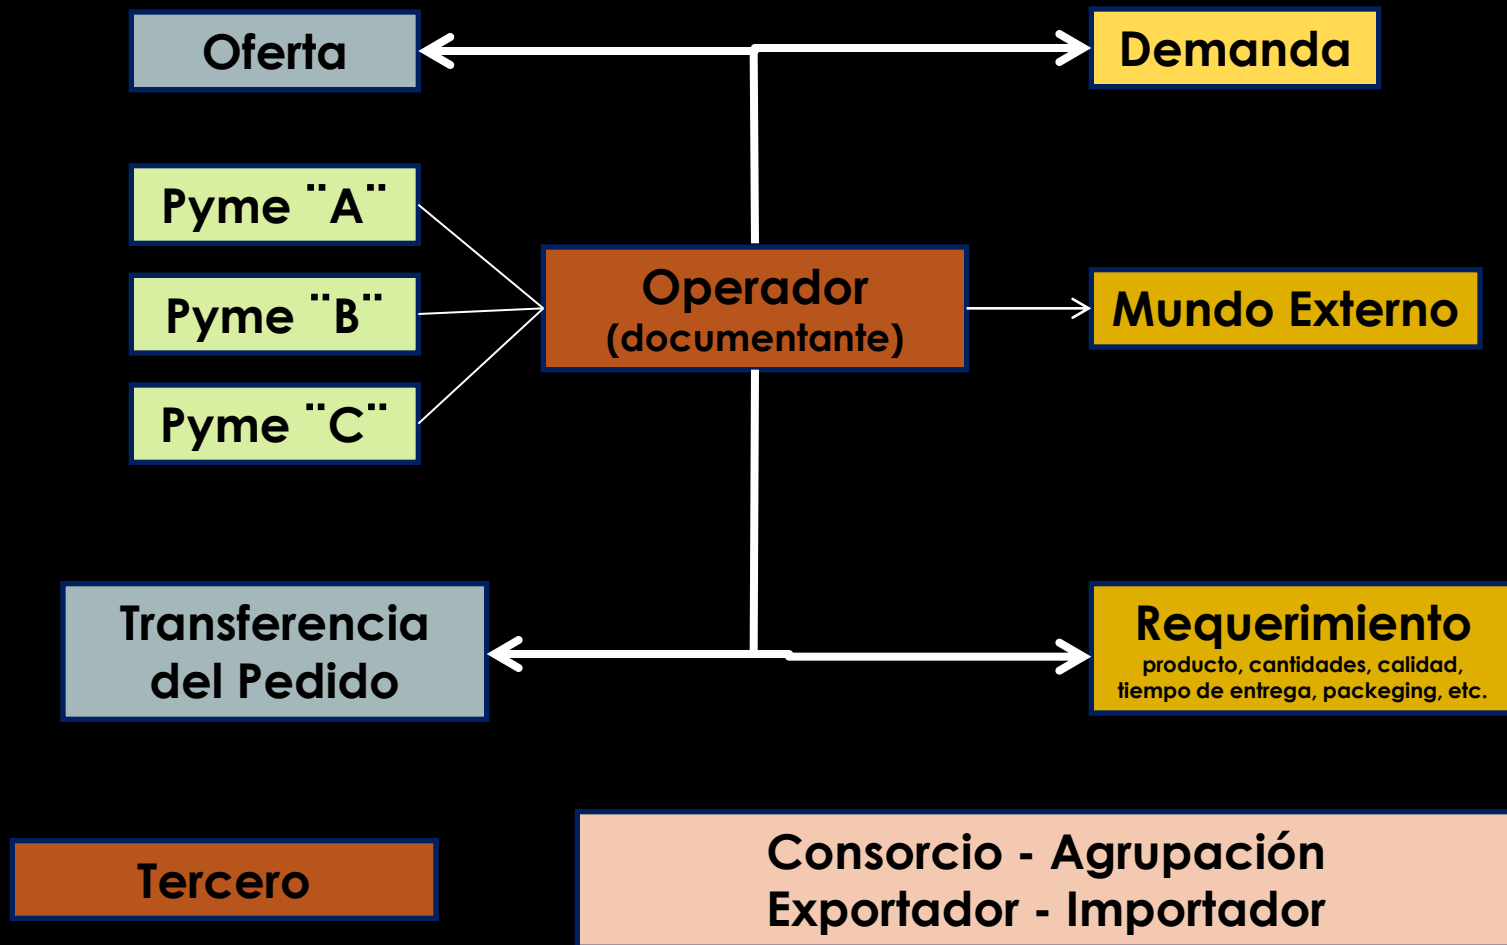 Oferta
Demanda
Pyme ¨A¨
Pyme ¨B¨
Pyme ¨C¨
Operador
(documentante)
Mundo Externo
Transferencia
del Pedido
Requerimiento
producto, cantidades, calidad,
tiempo de entrega, packeging, etc.
Tercero
Consorcio - Agrupación
Exportador - Importador